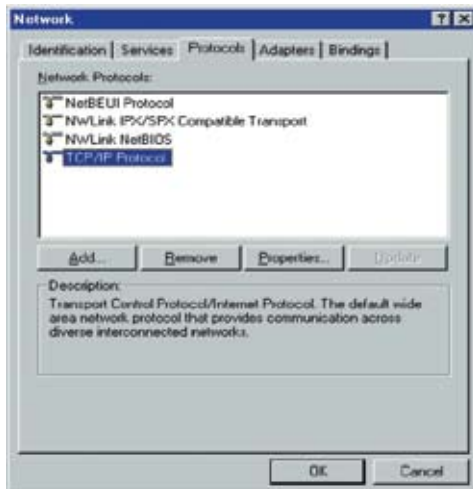 Network
Identification | Services | Protocols | Adapters | Bindings
Network Protocols:
NetBEUI Protocol
NWLink IPX/SPX Compatible Transport
NWLink NetBIOS
TCP/IP Protocol
Add... Remove Properties... Update
Description:
Transport Control Protocol/Internet Protocol. The default wide
area network protocol that provides communication across
diverse interconnected networks.
OK Cancel